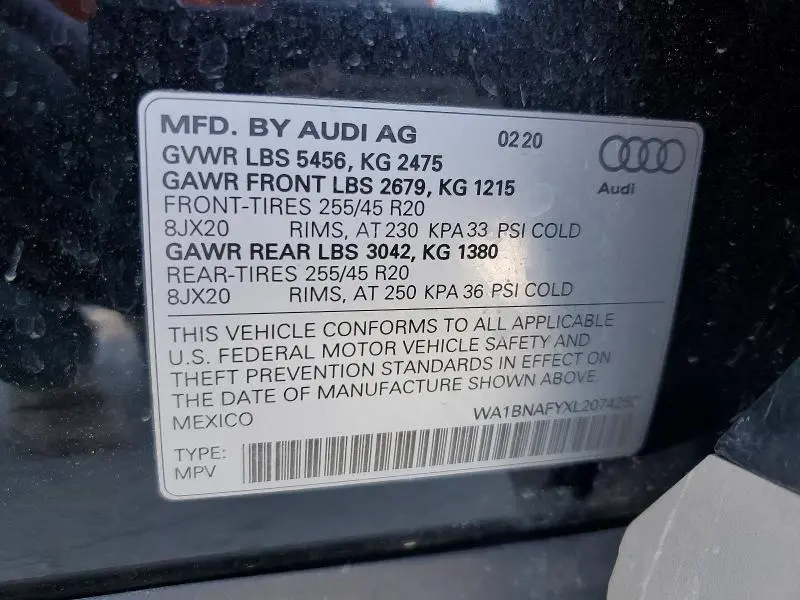 MFD. BY AUDI AG 0220
GVWR LBS 5456, KG 2475
Audi
GAWR FRONT LBS 2679, KG 1215
FRONT-TIRES 255/45 R20
8JX20 RIMS, AT 230 KPA 33 PSI COLD
GAWR REAR LBS 3042, KG 1380
REAR-TIRES 255/45 R20
8JX20 RIMS, AT 250 KPA 36 PSI COLD
THIS VEHICLE CONFORMS TO ALL APPLICABLE
U.S. FEDERAL MOTOR VEHICLE SAFETY AND
THEFT PREVENTION STANDARDS IN EFFECT ON
THE DATE OF MANUFACTURE SHOWN ABOVE.
MEXICO
TYPE:
MPV